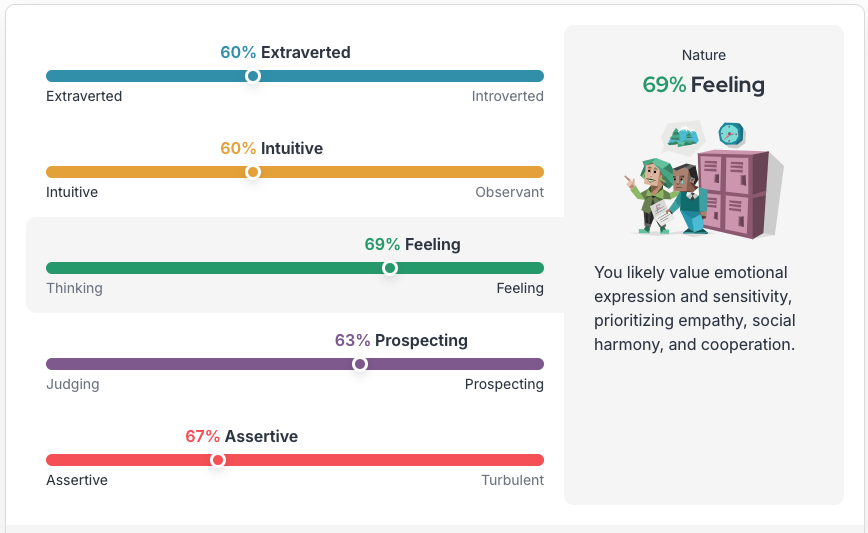 60% Extraverted
Extraverted
Introverted
60% Intuitive
Intuitive
Observant
69% Feeling
Thinking
Feeling
63% Prospecting
Judging
Prospecting
67% Assertive
Assertive
Turbulent
Nature
69% Feeling
You likely value emotional
expression and sensitivity,
prioritizing empathy, social
harmony, and cooperation.